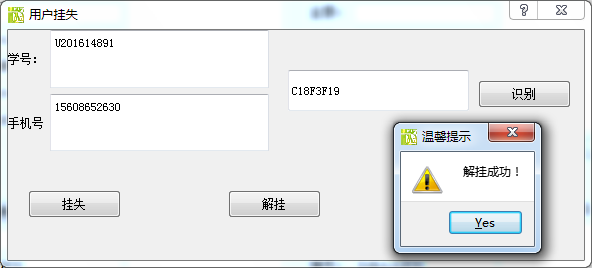 用户挂失
学号：
U201614891
C18F3F19
识别
手机号
15608652630
温馨提示
解挂成功！
Yes
挂失
解挂